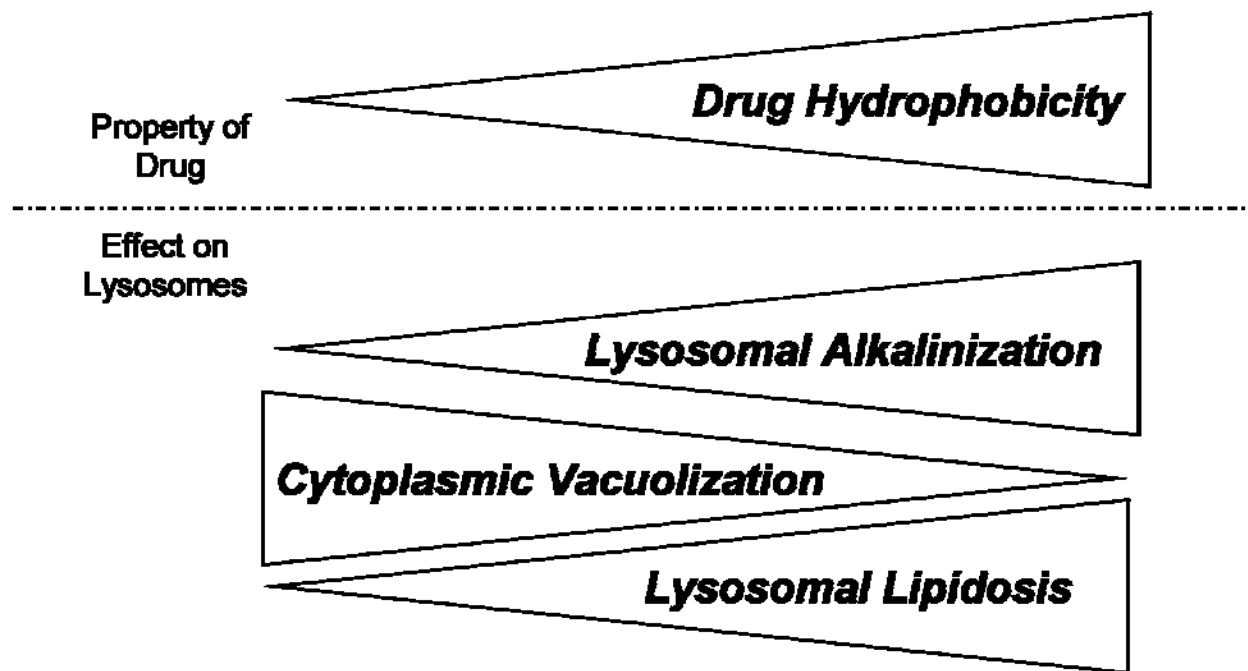 Drug Hydrophobicity
Property of
Drug
Effect on
Lysosomes
Lysosomal Alkalinization
Cytoplasmic Vacuolization
Lysosomal Lipidosis